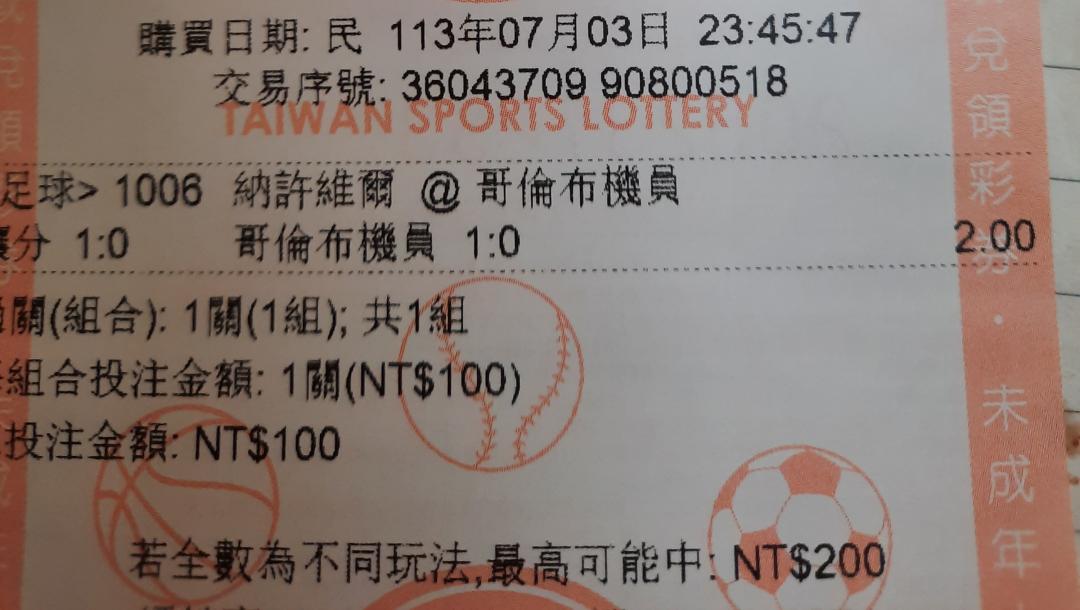 購買日期: 民 113年07月03日 23:45:47
交易序號: 36043709 90800518
TAIWAN SPORTS LOTTERY
足球> 1006 納許維爾 @ 哥倫布機員
讓分 1:0 哥倫布機員 1:0 2.00
過關(組合): 1關(1組); 共1組
組合投注金額: 1關(NT$100)
投注金額: NT$100
若全數為不同玩法,最高可能中: NT$200
兌領彩券・未成年